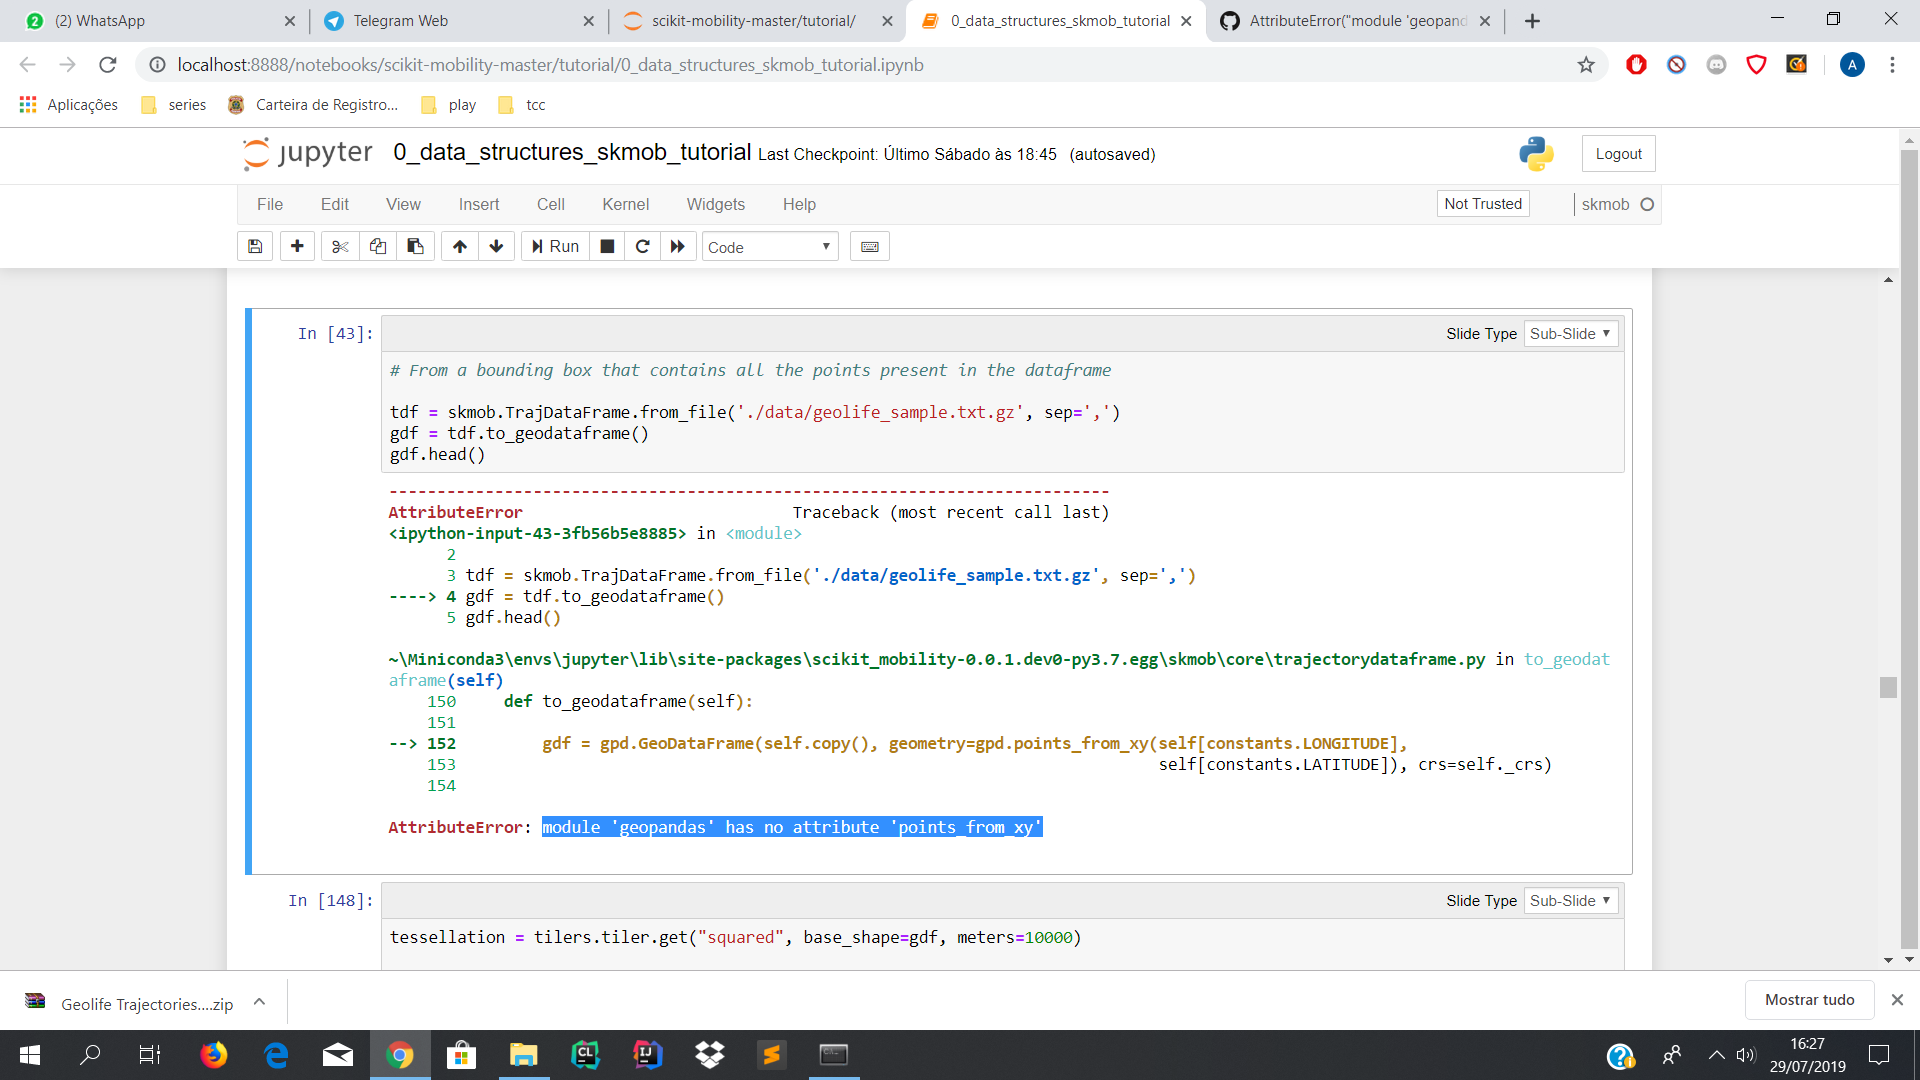 (2) WhatsApp
Telegram Web
scikit-mobility-master/tutorial/
0_data_structures_skmob_tutorial
AttributeError("module 'geopand
localhost:8888/notebooks/scikit-mobility-master/tutorial/0_data_structures_skmob_tutorial.ipynb
A
Aplicações
series
Carteira de Registro...
play
tcc
jupyter
0_data_structures_skmob_tutorial Last Checkpoint: Último Sábado às 18:45 (autosaved)
Logout
File Edit View Insert Cell Kernel Widgets Help
Not Trusted
skmob
Run
Code
In [43]:
Slide Type Sub-Slide
# From a bounding box that contains all the points present in the dataframe
tdf = skmob.TrajDataFrame.from_file('./data/geolife_sample.txt.gz', sep=',')
gdf = tdf.to_geodataframe()
gdf.head()
---------------------------------------------------------------------------
AttributeError Traceback (most recent call last)
<ipython-input-43-3fb56b5e8885> in <module>
2
3 tdf = skmob.TrajDataFrame.from_file('./data/geolife_sample.txt.gz', sep=',')
----> 4 gdf = tdf.to_geodataframe()
5 gdf.head()
~\Miniconda3\envs\jupyter\lib\site-packages\scikit_mobility-0.0.1.dev0-py3.7.egg\skmob\core\trajectorydataframe.py in to_geodat
aframe(self)
150 def to_geodataframe(self):
151
--> 152 gdf = gpd.GeoDataFrame(self.copy(), geometry=gpd.points_from_xy(self[constants.LONGITUDE],
153 self[constants.LATITUDE]), crs=self._crs)
154
AttributeError: module 'geopandas' has no attribute 'points_from_xy'
In [148]:
Slide Type Sub-Slide
tessellation = tilers.tiler.get("squared", base_shape=gdf, meters=10000)
Geolife Trajectories....zip
Mostrar tudo
16:27
29/07/2019